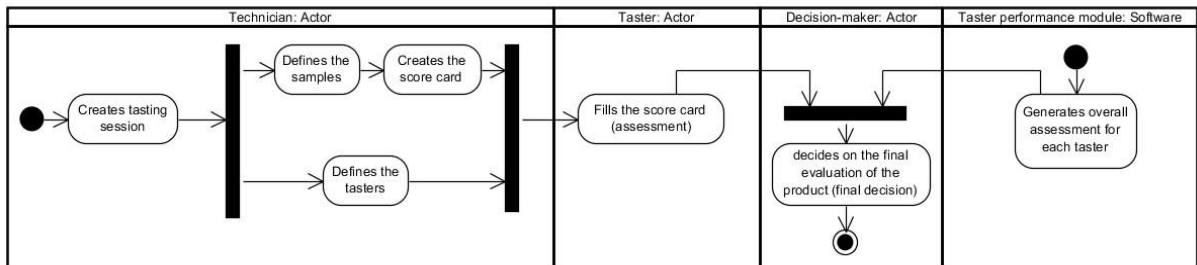 Technician: Actor
Taster: Actor
Decision-maker: Actor
Taster performance module: Software
Creates tasting
session
Defines the
samples
Creates the
score card
Defines the
tasters
Fills the score card
(assessment)
decides on the final
evaluation of the
product (final decision)
Generates overall
assessment for
each taster